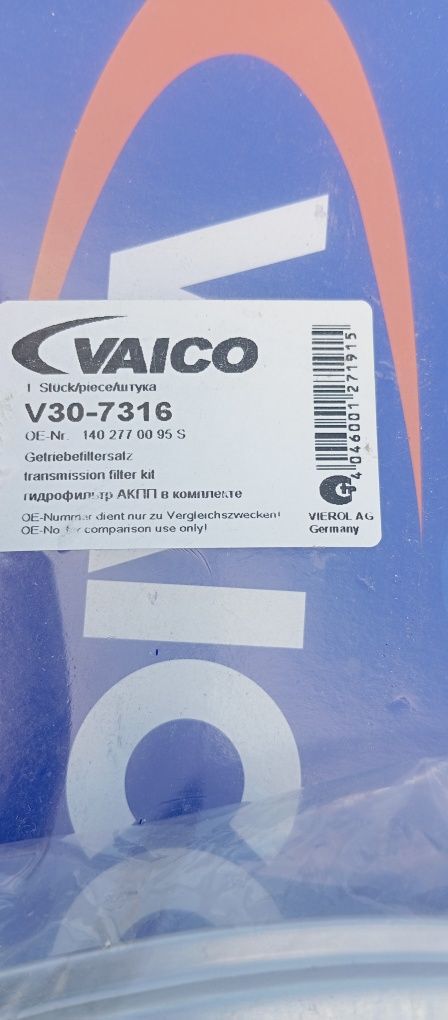 VAICO
1 Stück/piece/штука
V30-7316
OE-Nr. 140 277 00 95 S
Getriebefiltersatz
transmission filter kit
гидрофильтр АКПП в комплекте
OE-Nummer dient nur zu Vergleichszwecken!
OE-No. for comparison use only!
4046001271915
VIEROL AG
Germany
VAICO